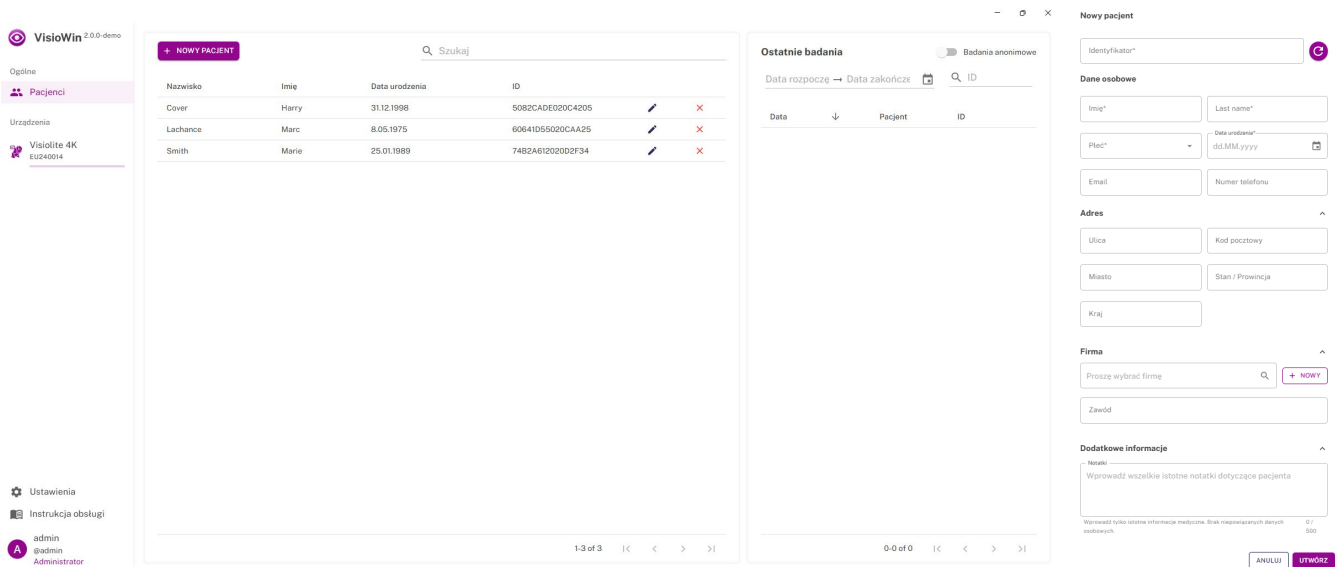 VisioWin 2.0.0-demo
Ogólne
Pacjenci
Urządzenia
Visiolite 4K
EU240014
Ustawienia
Instrukcja obsługi
A
admin
@admin
Administrator
+ NOWY PACJENT
Szukaj
Nazwisko Imię Data urodzenia ID
Cover Harry 31.12.1998 5082CADE020C4205
Lachance Marc 8.05.1975 60641D55020CAA25
Smith Marie 25.01.1989 74B2A612020D2F34
1-3 of 3
Ostatnie badania Badania anonimowe
Data rozpoczę → Data zakończe ID
Data ↓ Pacjent ID
0-0 of 0
Nowy pacjent
Identyfikator*
Dane osobowe
Imię* Last name*
Płeć* Data urodzenia* dd.MM.yyyy
Email Numer telefonu
Adres
Ulica Kod pocztowy
Miasto Stan / Prowincja
Kraj
Firma
Proszę wybrać firmę + NOWY
Zawód
Dodatkowe informacje
Notatki
Wprowadź wszelkie istotne notatki dotyczące pacjenta
Wprowadź tylko istotne informacje medyczne. Brak niepowiązanych danych 0 /
osobowych. 500
ANULUJ UTWÓRZ